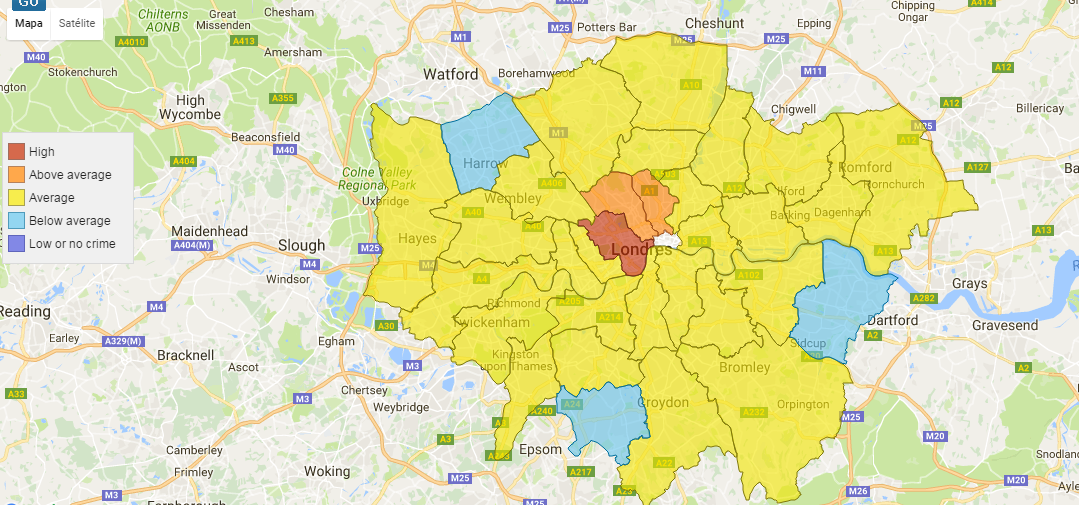 GO
Mapa Satélite
High
Above average
Average
Below average
Low or no crime
Chilterns
AONB
Great
Missenden
Chesham
M25
Potters Bar
M25
Cheshunt
M25
Epping
Chipping
Ongar
A414
M40
A4010
A413
Amersham
M1
Watford
Borehamwood
M11
A12
Stokenchurch
High
Wycombe
A355
A10
Chigwell
A12
Billericay
Beaconsfield
M40
M1
M25
A12
A404
Colne Valley
Regional Park
Harrow
A127
Romford
Hornchurch
Uxbridge
Wembley
A406
A1
A12
Ilford
Barking
Dagenham
Maidenhead
A404(M)
Slough
M25
Hayes
A40
A40
Londres
A13
A13
A13
M4
M4
A4
A102
Windsor
Grays
A282
Reading
M4
Richmond
A205
A214
Twickenham
Dartford
A2
Gravesend
Earley
A329(M)
A30
Egham
Sidcup
Bracknell
Ascot
M3
Kingston
upon Thames
Bromley
A2
A33
M3
Chertsey
Weybridge
A240
A24
Croydon
A232
Orpington
M25
A3
M20
Camberley
Epsom
Frimley
Woking
M25
A217
A22
M20
M3
M25
M26